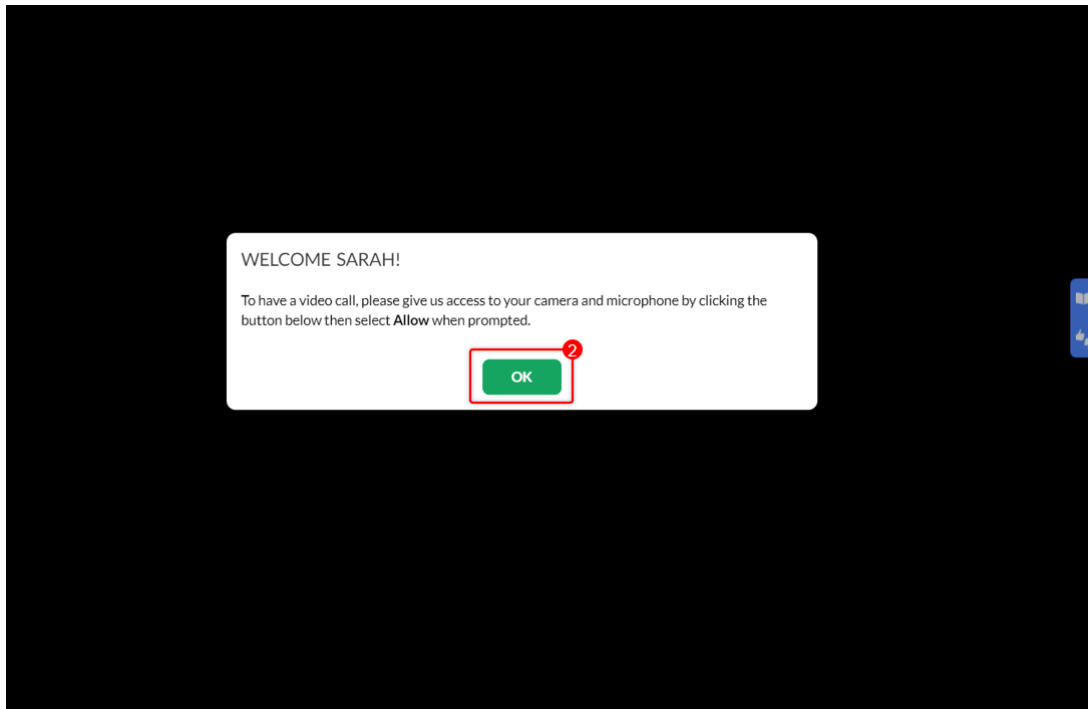 WELCOME SARAH!
To have a video call, please give us access to your camera and microphone by clicking the
button below then select Allow when prompted.
2
OK